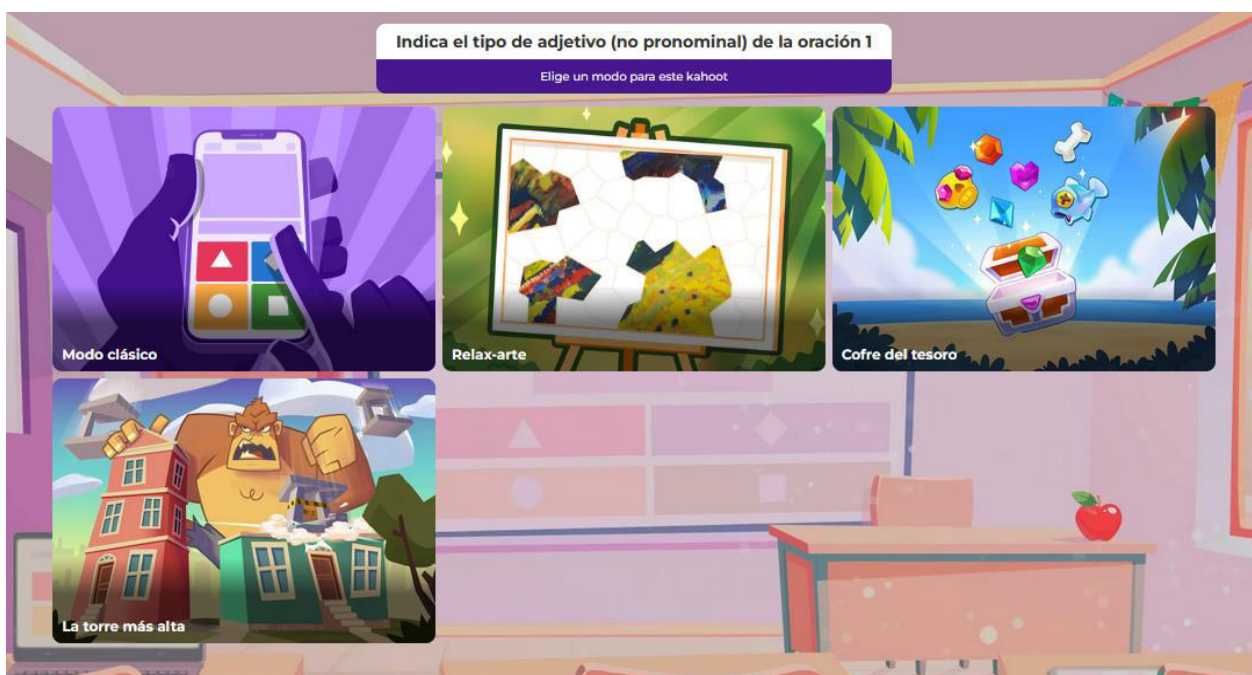 Indica el tipo de adjetivo (no pronominal) de la oración 1
Elige un modo para este kahoot
Modo clásico
Relax-arte
Cofre del tesoro
La torre más alta